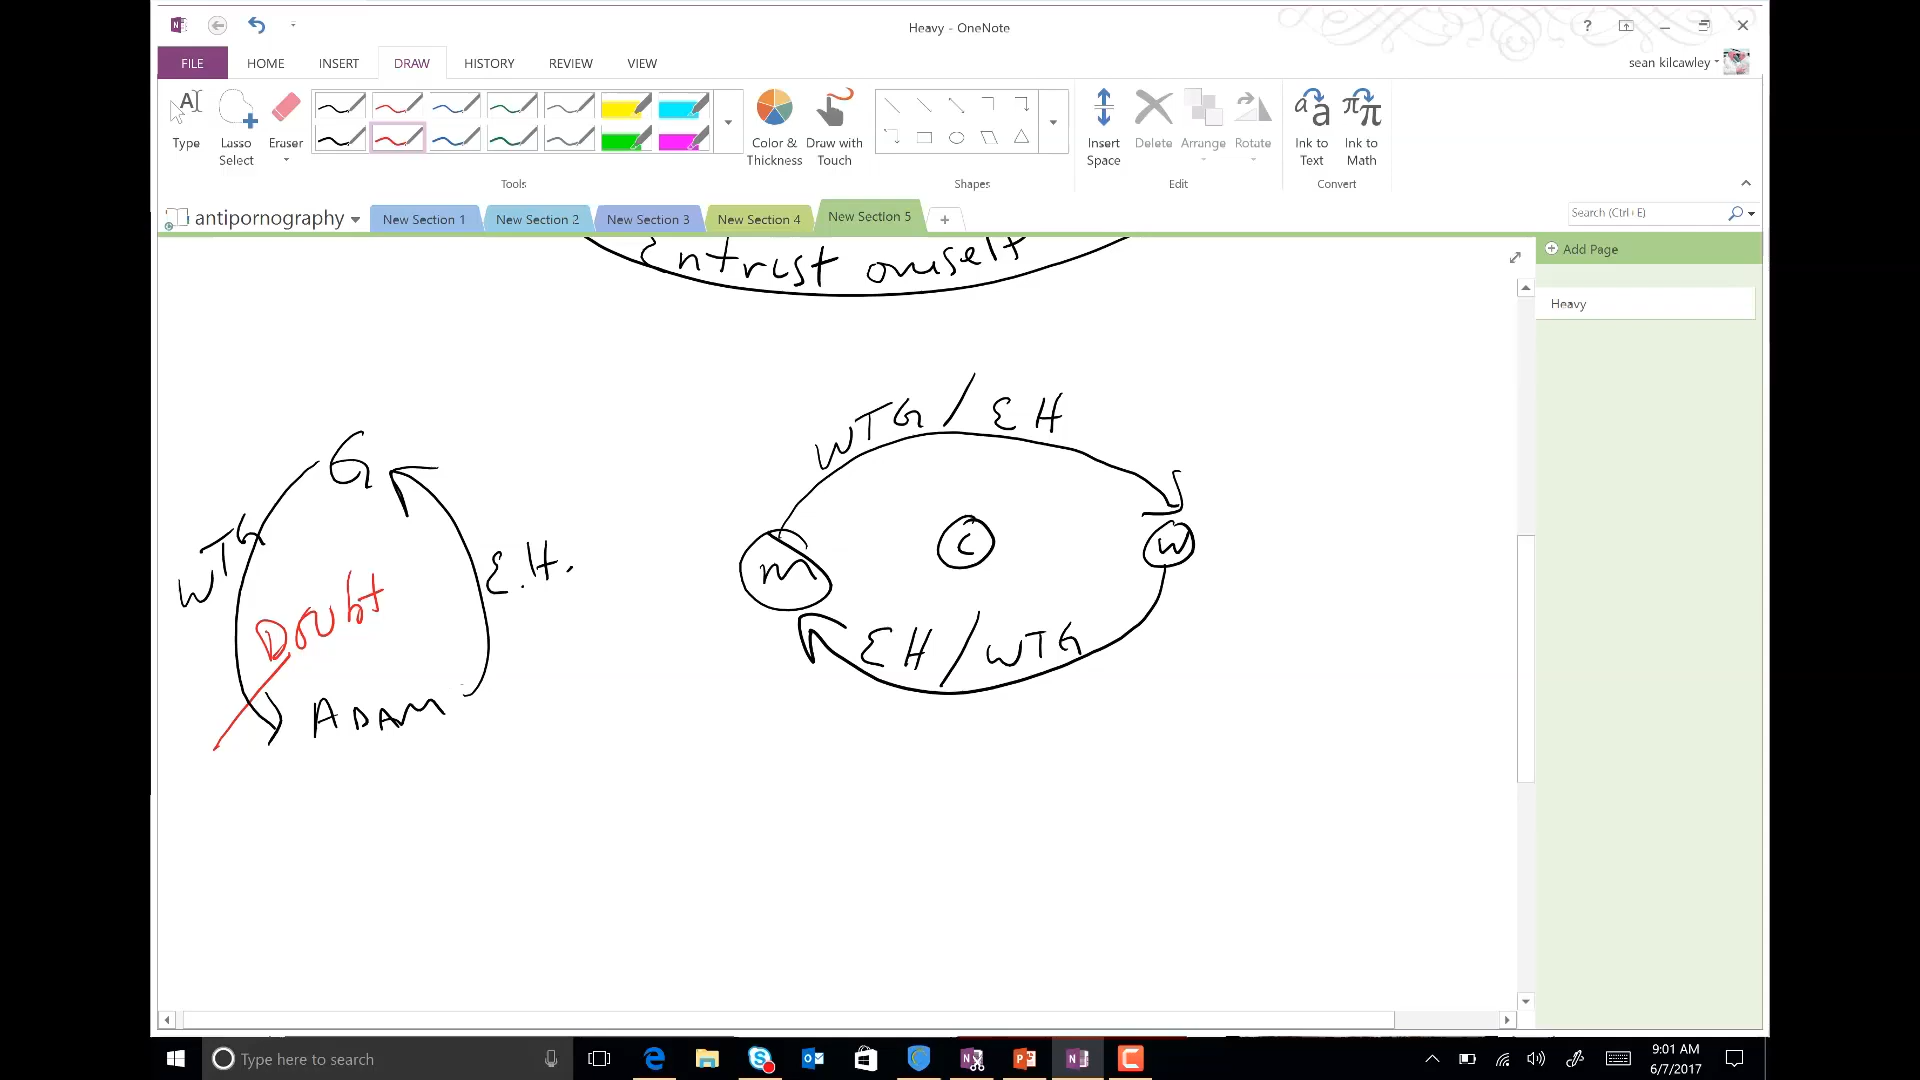 Heavy - OneNote
?
sean kilcawley
FILE HOME INSERT DRAW HISTORY REVIEW VIEW
Type
Lasso Select
Eraser
Color & Thickness
Draw with Touch
Insert Space
Delete
Arrange
Rotate
Ink to Text
Ink to Math
Tools
Shapes
Edit
Convert
antipornography
New Section 1 New Section 2 New Section 3 New Section 4 New Section 5
Search (Ctrl+E)
Add Page
Heavy
Entrust oneself
WTG / EH
G
WTG
E.H.
Doubt
ADAM
M
C
W
EH / WTG
Type here to search
9:01 AM
6/7/2017